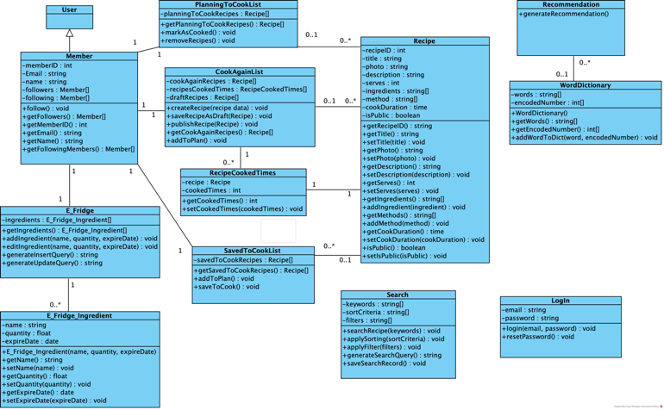 User
Member
-memberID : int
-Email : string
-name : string
-followers : Member[]
-following : Member[]
+follow() : void
+getFollowers() : Member[]
+getMemberID() : int
+getEmail() : string
+getName() : string
+getFollowingMembers() : Member[]
PlanningToCookList
-planningToCookRecipes : Recipe[]
+getPlanningToCookRecipes() : Recipe[]
+markAsCooked() : void
+removeRecipes() : void
1
1
0..1
0..*
CookAgainList
-cookAgainRecipes : Recipe[]
-recipesCookedTimes : RecipeCookedTimes[]
-draftRecipes : Recipe[]
+createRecipe(recipe data) : void
+saveRecipeAsDraft(Recipe) : void
+publishRecipe(Recipe) : void
+getCookAgainRecipes() : Recipe[]
+addToPlan() : void
1
1
0..1
0..*
1
0..*
RecipeCookedTimes
-recipe : Recipe
-cookedTimes : int
+getCookedTimes() : int
+setCookedTimes(cookedTimes) : void
1
1
Recipe
-recipeID : int
-title : string
-photo : string
-description : string
-serves : int
-ingredients : string[]
-method : string[]
-cookDuration : time
-isPublic : boolean
+getRecipeID() : int
+getTitle() : string
+setTitle(title) : void
+getPhoto() : string
+setPhoto(photo) : void
+getDescription() : string
+setDescription(description) : void
+getServes() : int
+setServes(serves) : void
+getIngredients() : string[]
+addIngredient(ingredient) : void
+getMethods() : string[]
+addMethod(method) : void
+getCookDuration() : time
+setCookDuration(cookDuration) : void
+isPublic() : boolean
+setIsPublic(isPublic) : void
Recommendation
+generateRecommendation() : void
0..*
1
WordDictionary
-words : string[]
-encodedNumber : int[]
+WordDictionary()
+getWords() : string[]
+getEncodedNumber() : int[]
+addWordToDict(word, encodedNumber) : void
1
1
E_Fridge
-ingredients : E_Fridge_Ingredient[]
+getIngredients() : E_Fridge_Ingredient[]
+addIngredient(name, quantity, expireDate) : void
+editIngredient(name, quantity, expireDate) : void
+generateInsertQuery() : string
+generateUpdateQuery() : string
1
0..*
E_Fridge_Ingredient
-name : string
-quantity : float
-expireDate : date
+E_Fridge_Ingredient(name, quantity, expireDate)
+getName() : string
+setName(name) : void
+getQuantity() : float
+setQuantity(quantity) : void
+getExpireDate() : date
+setExpireDate(expireDate) : void
1
1
SavedToCookList
-savedToCookRecipes : Recipe[]
+getSavedToCookRecipes() : Recipe[]
+addToPlan() : void
+saveToCook() : void
0..*
0..1
Search
-keywords : string[]
-sortCriteria : string[]
-filters : string[]
+searchRecipe(keywords) : void
+applySorting(sortCriteria) : void
+applyFilter(filters) : void
+generateSearchQuery() : string
+saveSearchRecord() : void
LogIn
-email : string
-password : string
+login(email, password) : void
+resetPassword() : void